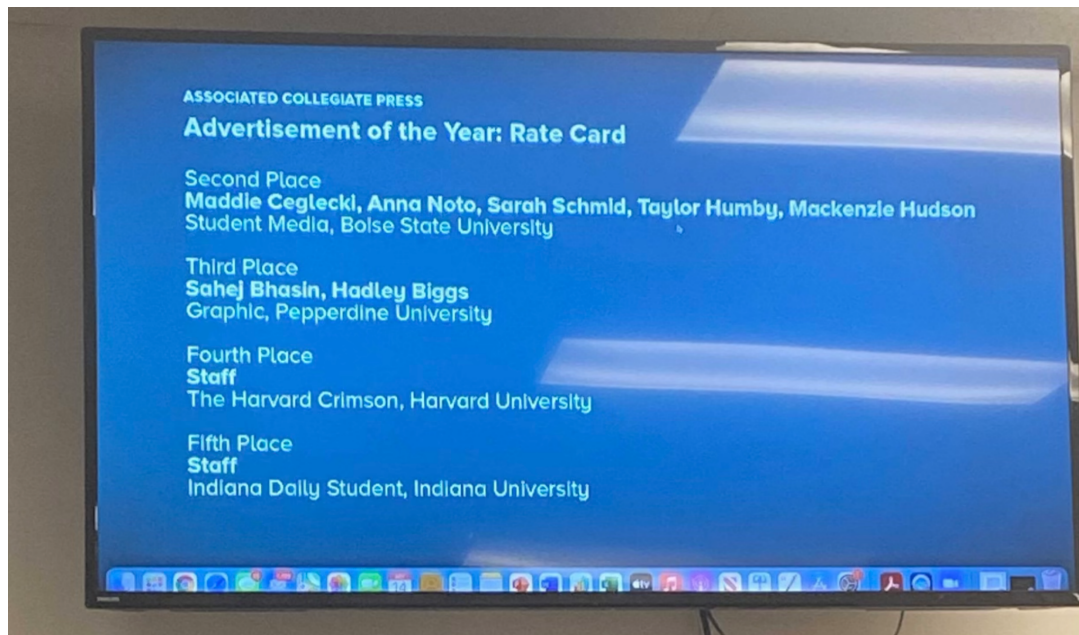 ASSOCIATED COLLEGIATE PRESS
Advertisement of the Year: Rate Card
Second Place
Maddie Ceglecki, Anna Noto, Sarah Schmid, Taylor Humby, Mackenzie Hudson
Student Media, Boise State University
Third Place
Sahej Bhasin, Hadley Biggs
Graphic, Pepperdine University
Fourth Place
Staff
The Harvard Crimson, Harvard University
Fifth Place
Staff
Indiana Daily Student, Indiana University
14
tv